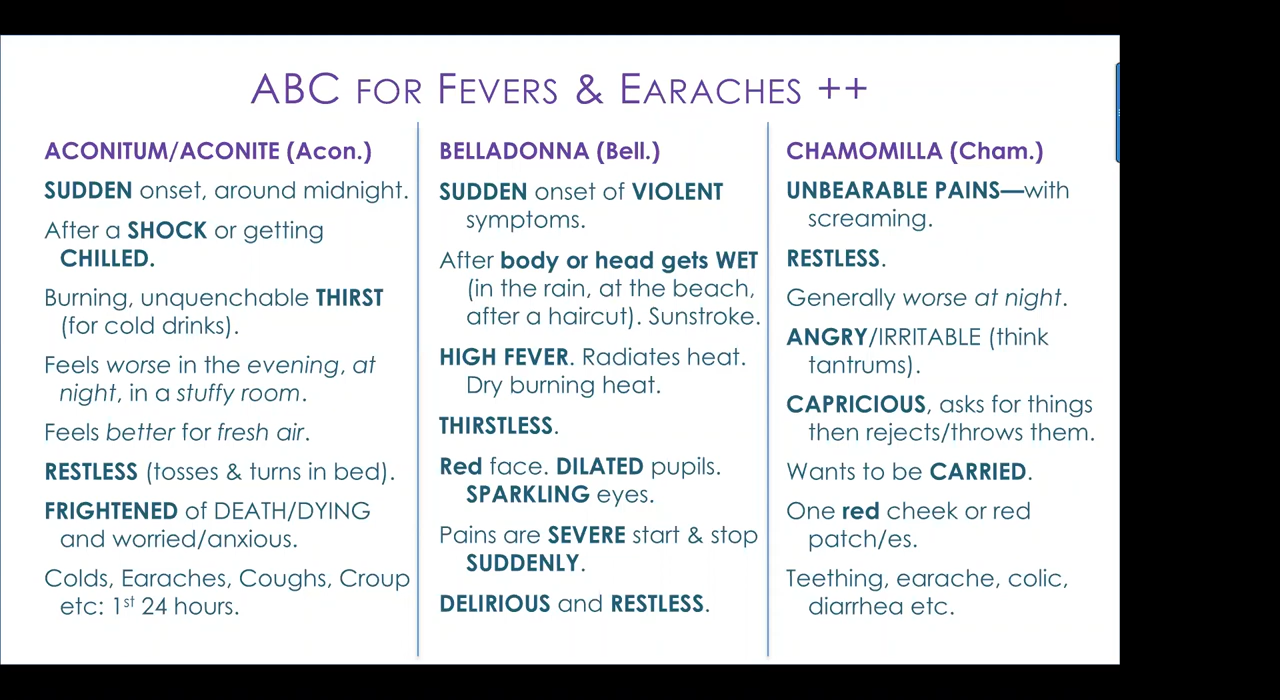 ABC FOR FEVERS & EARACHES ++
ACONITUM/ACONITE (Acon.)
SUDDEN onset, around midnight.
After a SHOCK or getting
CHILLED.
Burning, unquenchable THIRST
(for cold drinks).
Feels worse in the evening, at
night, in a stuffy room.
Feels better for fresh air.
RESTLESS (tosses & turns in bed).
FRIGHTENED of DEATH/DYING
and worried/anxious.
Colds, Earaches, Coughs, Croup
etc: 1st 24 hours.
BELLADONNA (Bell.)
SUDDEN onset of VIOLENT
symptoms.
After body or head gets WET
(in the rain, at the beach,
after a haircut). Sunstroke.
HIGH FEVER. Radiates heat.
Dry burning heat.
THIRSTLESS.
Red face. DILATED pupils.
SPARKLING eyes.
Pains are SEVERE start & stop
SUDDENLY.
DELIRIOUS and RESTLESS.
CHAMOMILLA (Cham.)
UNBEARABLE PAINS—with
screaming.
RESTLESS.
Generally worse at night.
ANGRY/IRRITABLE (think
tantrums).
CAPRICIOUS, asks for things
then rejects/throws them.
Wants to be CARRIED.
One red cheek or red
patch/es.
Teething, earache, colic,
diarrhea etc.